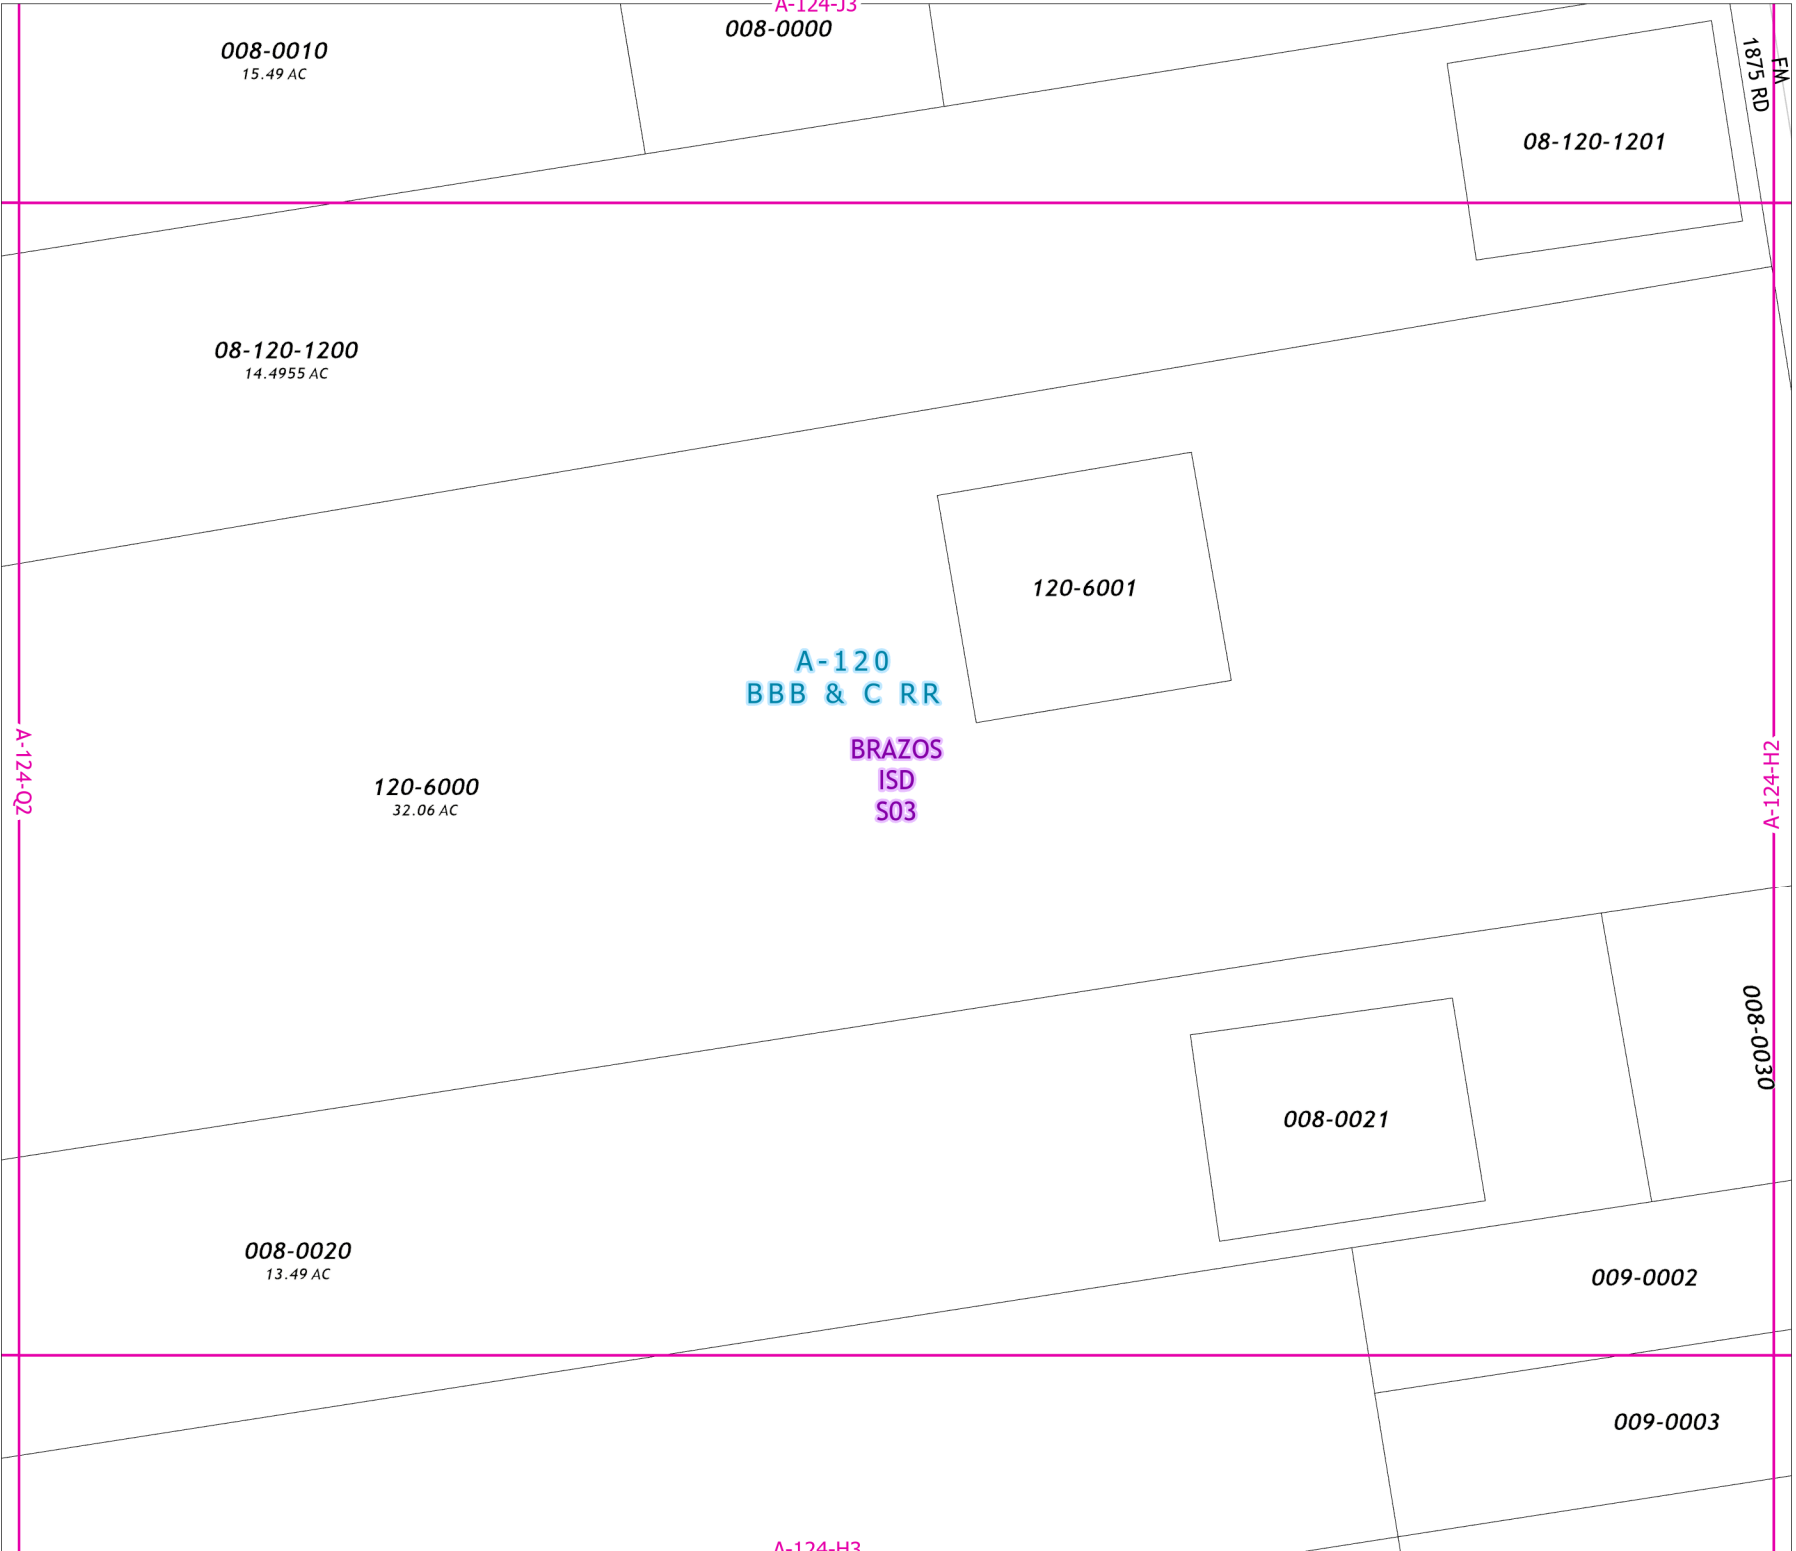 A-124-J3
008-0000
008-0010
15.49 AC
FM
1875 RD
08-120-1201
08-120-1200
14.4955 AC
120-6001
A-120
BBB & C RR
BRAZOS
ISD
S03
A-124-Q2
A-124-H2
120-6000
32.06 AC
008-0030
008-0021
008-0020
13.49 AC
009-0002
009-0003
A-124-H3